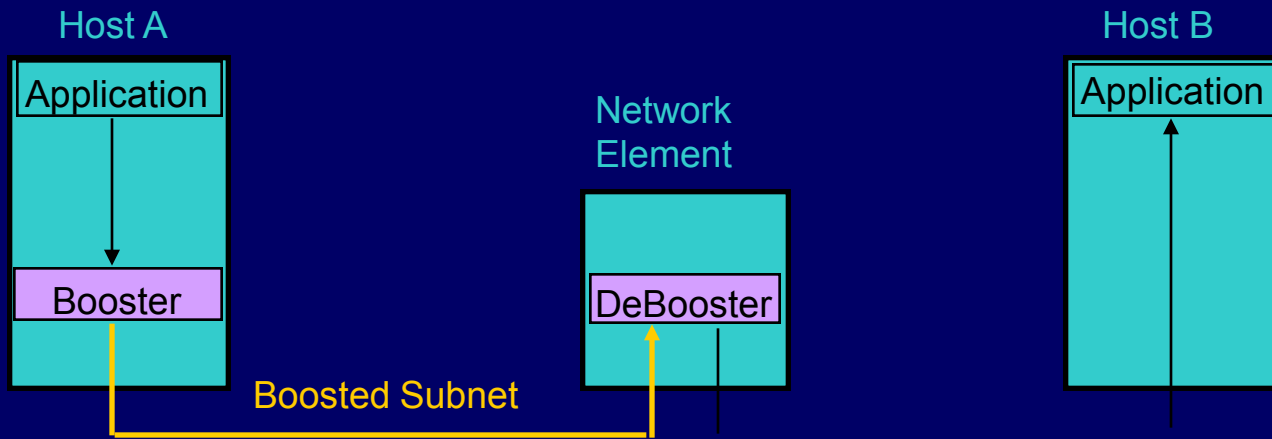 Host A
Host B
Application
Application
Network
Element
Booster
DeBooster
Boosted Subnet